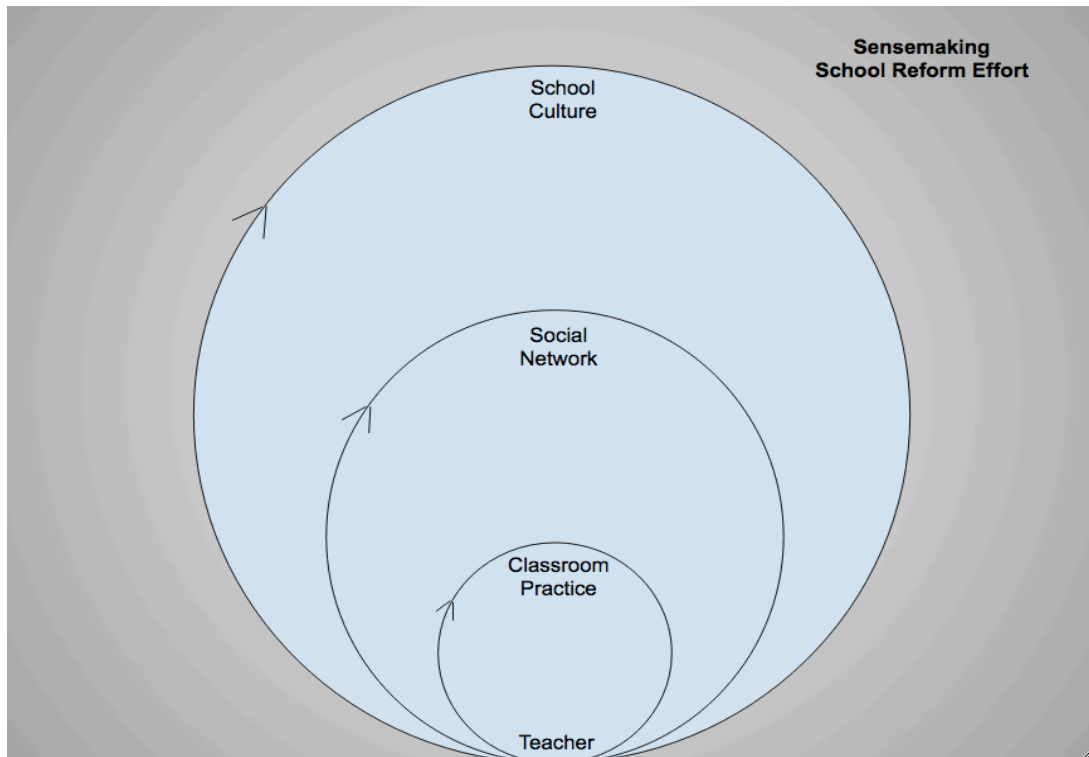 Sensemaking
School Reform Effort
School
Culture
Social
Network
Classroom
Practice
Teacher